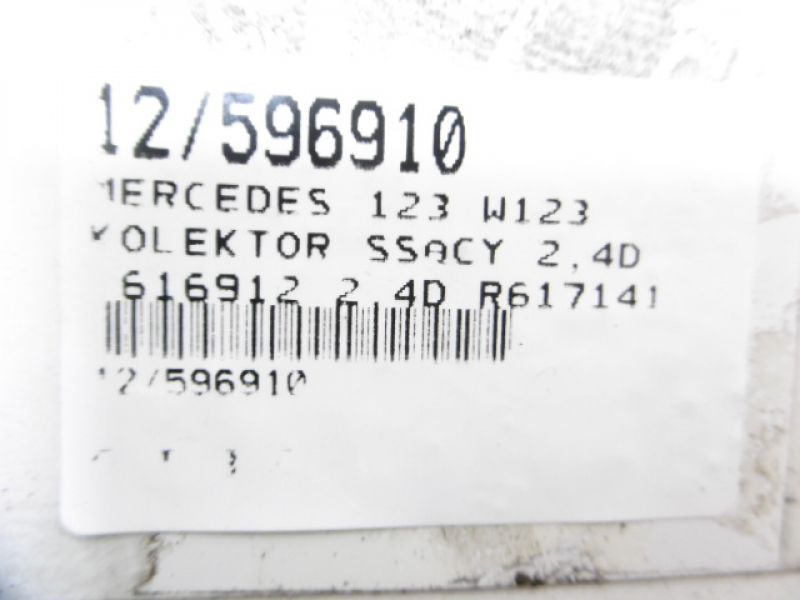 12/596910
MERCEDES 123 W123
KOLEKTOR SSACY 2,4D
616912 2,4D R617141
12/596910